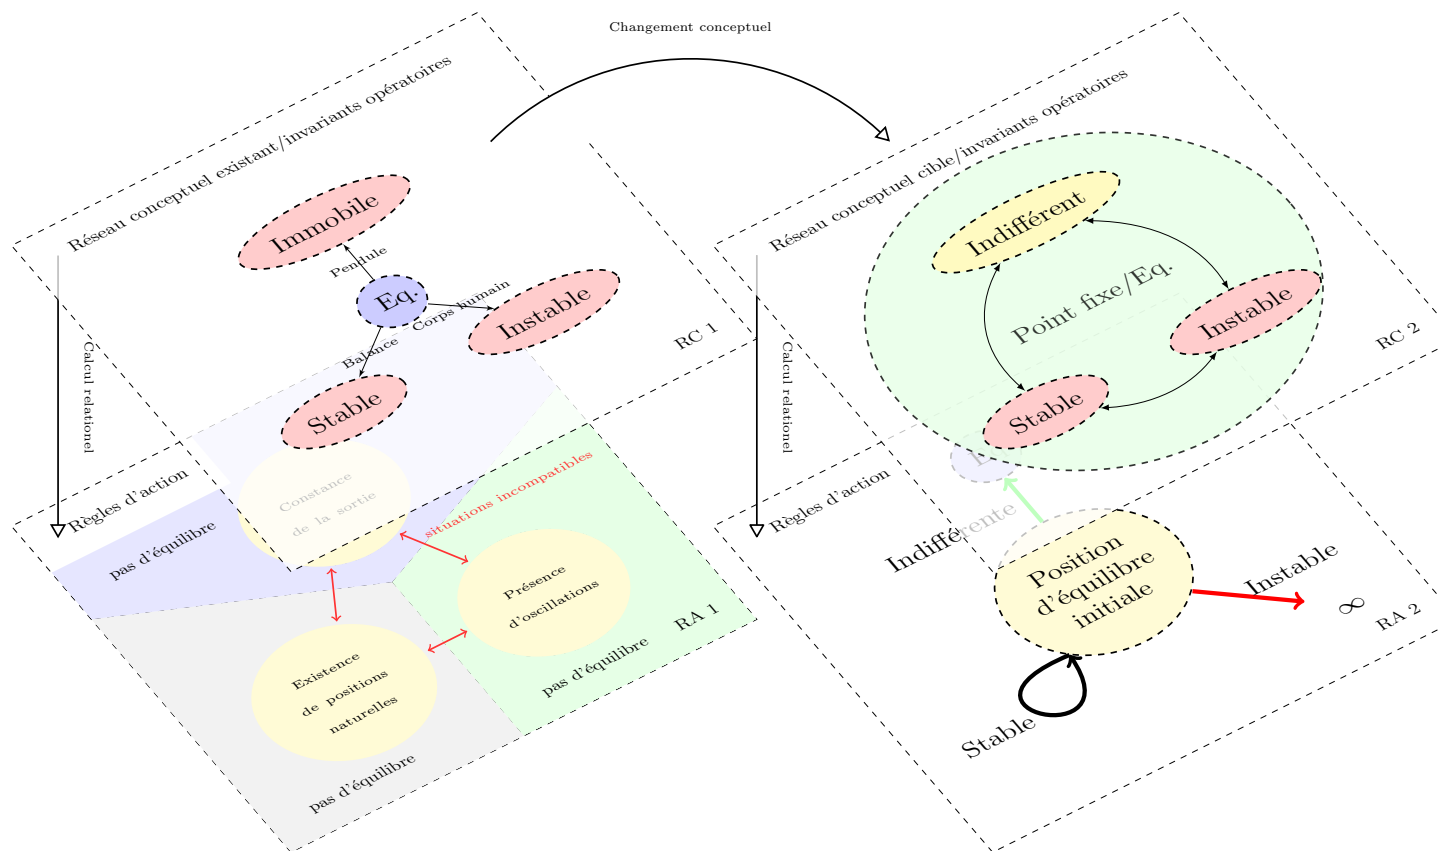 Changement conceptuel
Réseau conceptuel existant/invariants opératoires
Immobile
Pendule
Eq.
Corps humain
Instable
Balance
Stable
RC 1
Calcul relationel
Règles d'action
pas d'équilibre
Constance
de la sortie
situations incompatibles
Présence
d'oscillations
Existence
de positions
naturelles
pas d'équilibre
pas d'équilibre
RA 1
Réseau conceptuel cible/invariants opératoires
Indifférent
Point fixe/Eq.
Instable
Stable
RC 2
Calcul relationel
Règles d'action
Indifférente
Position
d'équilibre
initiale
Instable
∞
Stable
RA 2